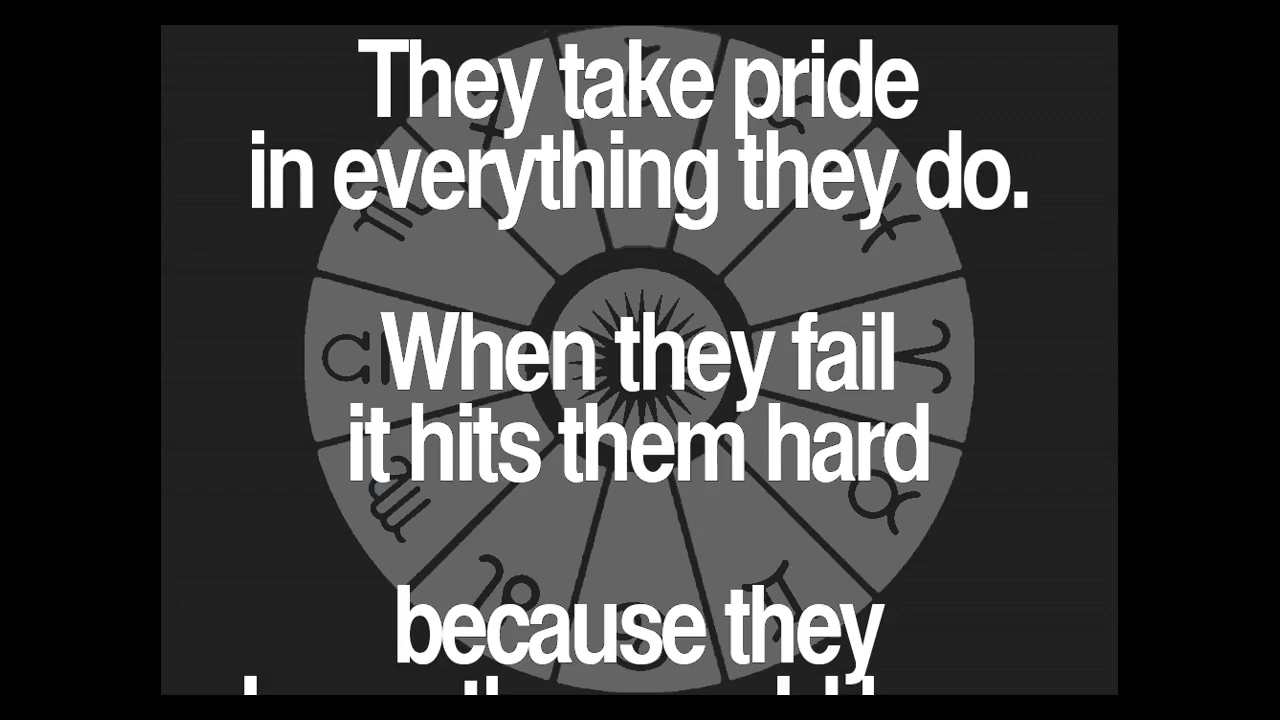 They take pride
in everything they do.
When they fail
it hits them hard
because they